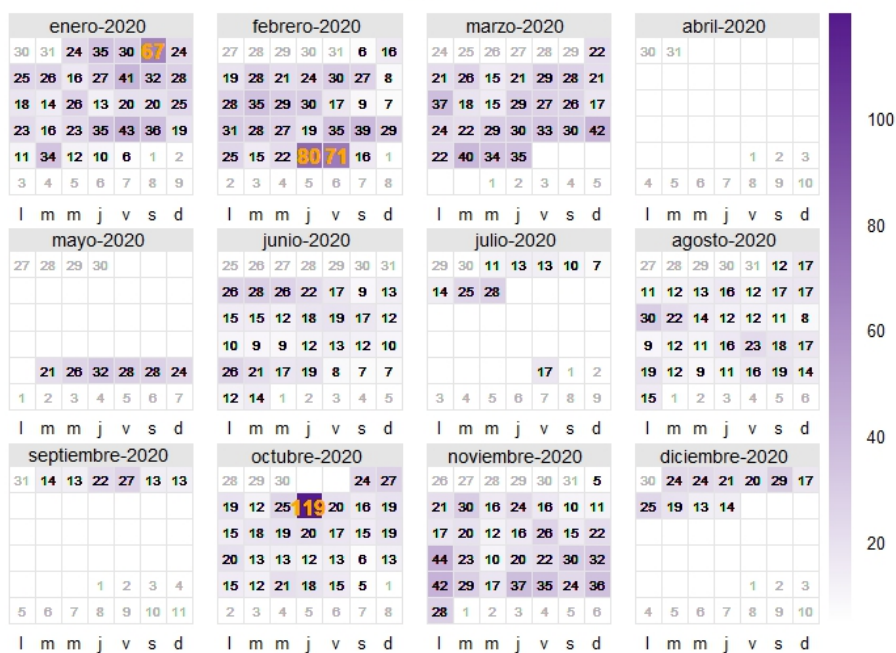 enero-2020
30 31 24 35 30 67 24
25 26 16 27 41 32 28
18 14 26 13 20 20 25
23 16 23 35 43 36 19
11 34 12 10 6 1 2
3 4 5 6 7 8 9
l m m j v s d
febrero-2020
27 28 29 30 31 6 16
19 28 21 24 30 27 8
28 35 29 30 17 9 7
31 28 27 19 35 39 29
25 15 22 80 71 16 1
2 3 4 5 6 7 8
l m m j v s d
marzo-2020
24 25 26 27 28 29 22
21 26 15 21 29 28 21
37 18 15 29 27 26 17
24 22 29 30 33 30 42
22 40 34 35
1 2 3 4 5
l m m j v s d
abril-2020
30 31
1 2 3
4 5 6 7 8 9 10
l m m j v s d
mayo-2020
27 28 29 30
21 26 32 28 28 24
1 2 3 4 5 6 7
l m m j v s d
junio-2020
25 26 27 28 29 30 31
26 28 26 22 17 9 13
15 15 12 18 19 17 12
10 9 9 12 13 12 10
26 21 17 19 8 7 7
12 14 1 2 3 4 5
l m m j v s d
julio-2020
29 30 11 13 13 10 7
14 25 28
17 1 2
3 4 5 6 7 8 9
l m m j v s d
agosto-2020
27 28 29 30 31 12 17
11 12 13 16 12 17 17
30 22 14 12 12 11 8
9 12 11 16 23 18 17
19 12 9 11 16 19 14
15 1 2 3 4 5 6
l m m j v s d
septiembre-2020
31 14 13 22 27 13 13
1 2 3 4
5 6 7 8 9 10 11
l m m j v s d
octubre-2020
28 29 30 24 27
19 12 25 119 20 16 19
15 18 19 20 17 15 19
20 13 13 12 13 6 13
15 12 21 18 15 5 1
2 3 4 5 6 7 8
l m m j v s d
noviembre-2020
26 27 28 29 30 31 5
21 30 16 24 16 10 11
17 20 12 16 26 15 22
44 23 10 20 22 30 32
42 29 17 37 35 24 36
28 1 2 3 4 5 6
l m m j v s d
diciembre-2020
30 24 24 21 20 29 17
25 19 13 14
1 2 3
4 5 6 7 8 9 10
l m m j v s d
100
80
60
40
20